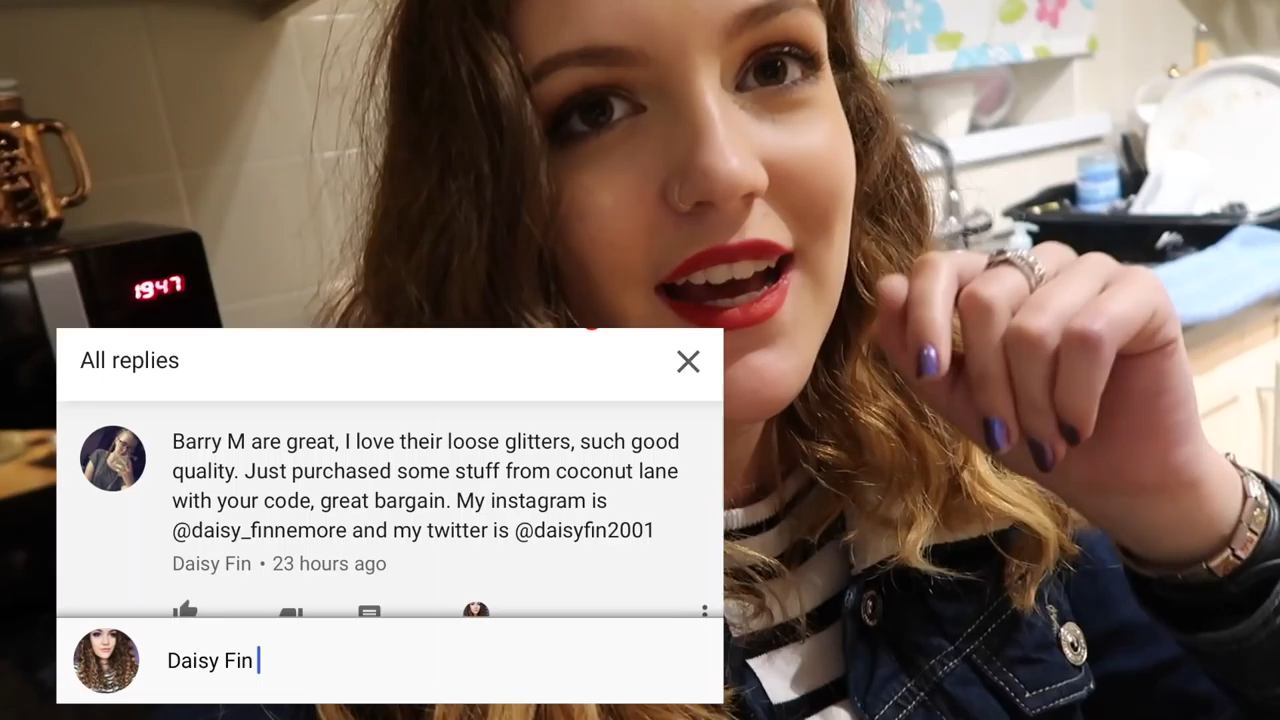 1947
All replies
Barry M are great, I love their loose glitters, such good
quality. Just purchased some stuff from coconut lane
with your code, great bargain. My instagram is
@daisy_finnemore and my twitter is @daisyfin2001
Daisy Fin • 23 hours ago
Daisy Fin